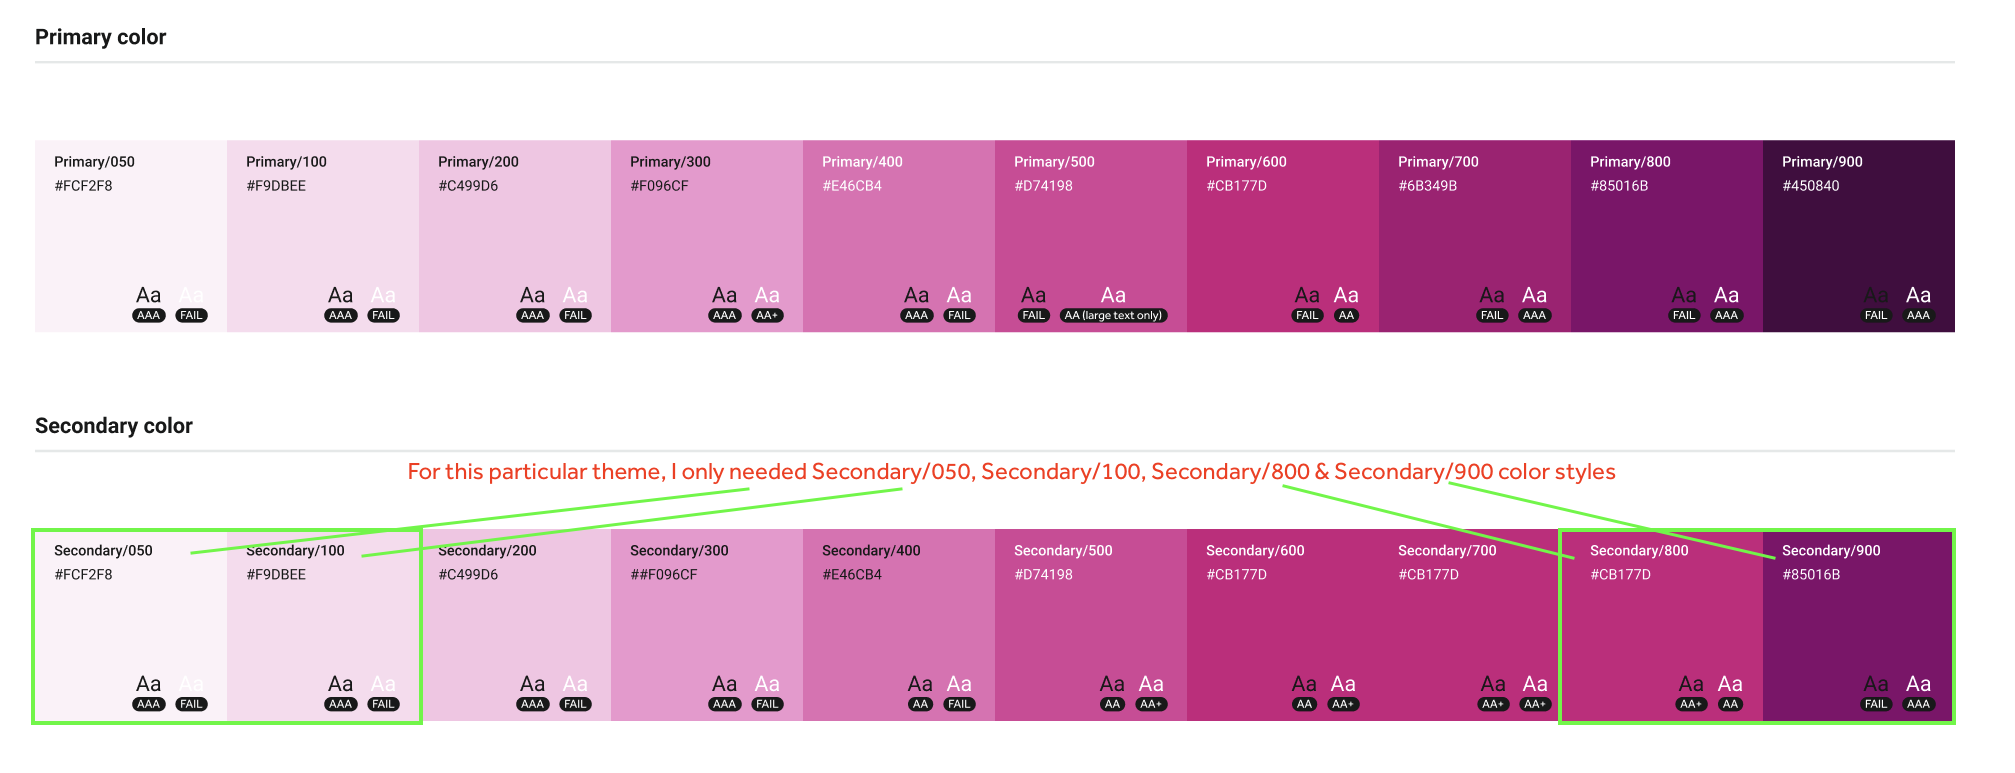 Primary color
Primary/050 Primary/100 Primary/200 Primary/300 Primary/400 Primary/500 Primary/600 Primary/700 Primary/800 Primary/900
#FCF2F8 #F9DBEE #C499D6 #F096CF #E46CB4 #D74198 #CB177D #6B349B #85016B #450840
Aa Aa Aa Aa Aa Aa Aa Aa Aa Aa Aa Aa Aa Aa Aa Aa Aa Aa Aa Aa
AAA FAIL AAA FAIL AAA FAIL AAA AA+ AAA FAIL FAIL AA (large text only) FAIL AA FAIL AAA FAIL AAA FAIL AAA
Secondary color
For this particular theme, I only needed Secondary/050, Secondary/100, Secondary/800 & Secondary/900 color styles
Secondary/050 Secondary/100 Secondary/200 Secondary/300 Secondary/400 Secondary/500 Secondary/600 Secondary/700 Secondary/800 Secondary/900
#FCF2F8 #F9DBEE #C499D6 ##F096CF #E46CB4 #D74198 #CB177D #CB177D #CB177D #85016B
Aa Aa Aa Aa Aa Aa Aa Aa Aa Aa Aa Aa Aa Aa Aa Aa Aa Aa Aa Aa
AAA FAIL AAA FAIL AAA FAIL AAA FAIL AA FAIL AA AA+ AA AA+ AA+ AA+ AA+ AA FAIL AAA